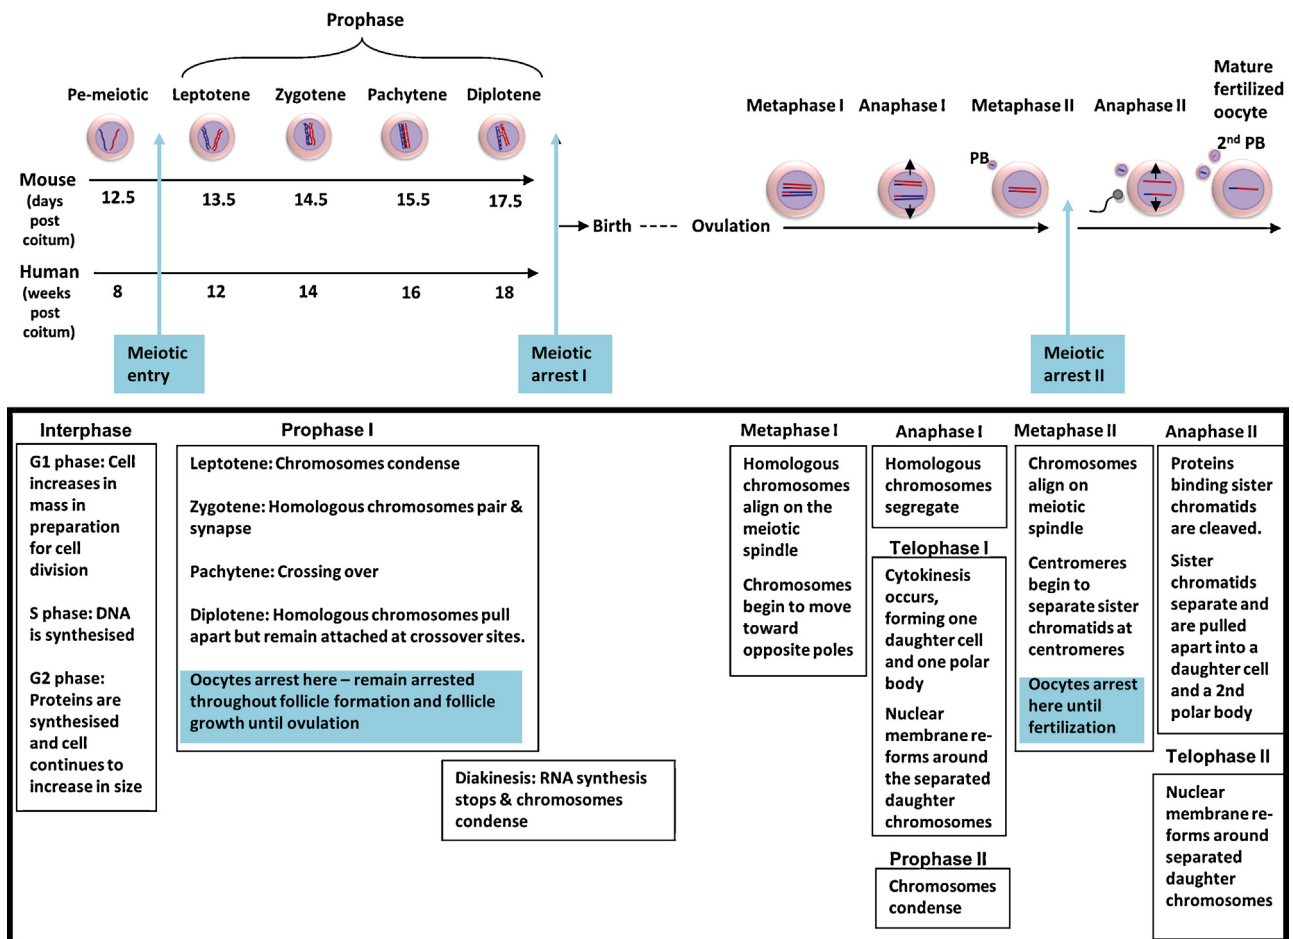 Prophase
Pe-meiotic
Leptotene
Zygotene
Pachytene
Diplotene
Metaphase I
Anaphase I
Metaphase II
Anaphase II
Mature
fertilized
oocyte
2nd PB
PB
Mouse
(days
post
coitum)
12.5
13.5
14.5
15.5
17.5
Birth
Ovulation
Human
(weeks
post
coitum)
8
12
14
16
18
Meiotic
entry
Meiotic
arrest I
Meiotic
arrest II
Interphase
G1 phase: Cell
increases in
mass in
preparation
for cell
division
S phase: DNA
is synthesised
G2 phase:
Proteins are
synthesised
and cell
continues to
increase in size
Prophase I
Leptotene: Chromosomes condense
Zygotene: Homologous chromosomes pair &
synapse
Pachytene: Crossing over
Diplotene: Homologous chromosomes pull
apart but remain attached at crossover sites.
Oocytes arrest here – remain arrested
throughout follicle formation and follicle
growth until ovulation
Diakinesis: RNA synthesis
stops & chromosomes
condense
Metaphase I
Homologous
chromosomes
align on the
meiotic
spindle
Chromosomes
begin to move
toward
opposite poles
Anaphase I
Homologous
chromosomes
segregate
Telophase I
Cytokinesis
occurs,
forming one
daughter cell
and one polar
body
Nuclear
membrane re-
forms around
the separated
daughter
chromosomes
Prophase II
Chromosomes
condense
Metaphase II
Chromosomes
align on
meiotic
spindle
Centromeres
begin to
separate sister
chromatids at
centromeres
Oocytes arrest
here until
fertilization
Anaphase II
Proteins
binding sister
chromatids
are cleaved.
Sister
chromatids
separate and
are pulled
apart into a
daughter cell
and a 2nd
polar body
Telophase II
Nuclear
membrane re-
forms around
separated
daughter
chromosomes